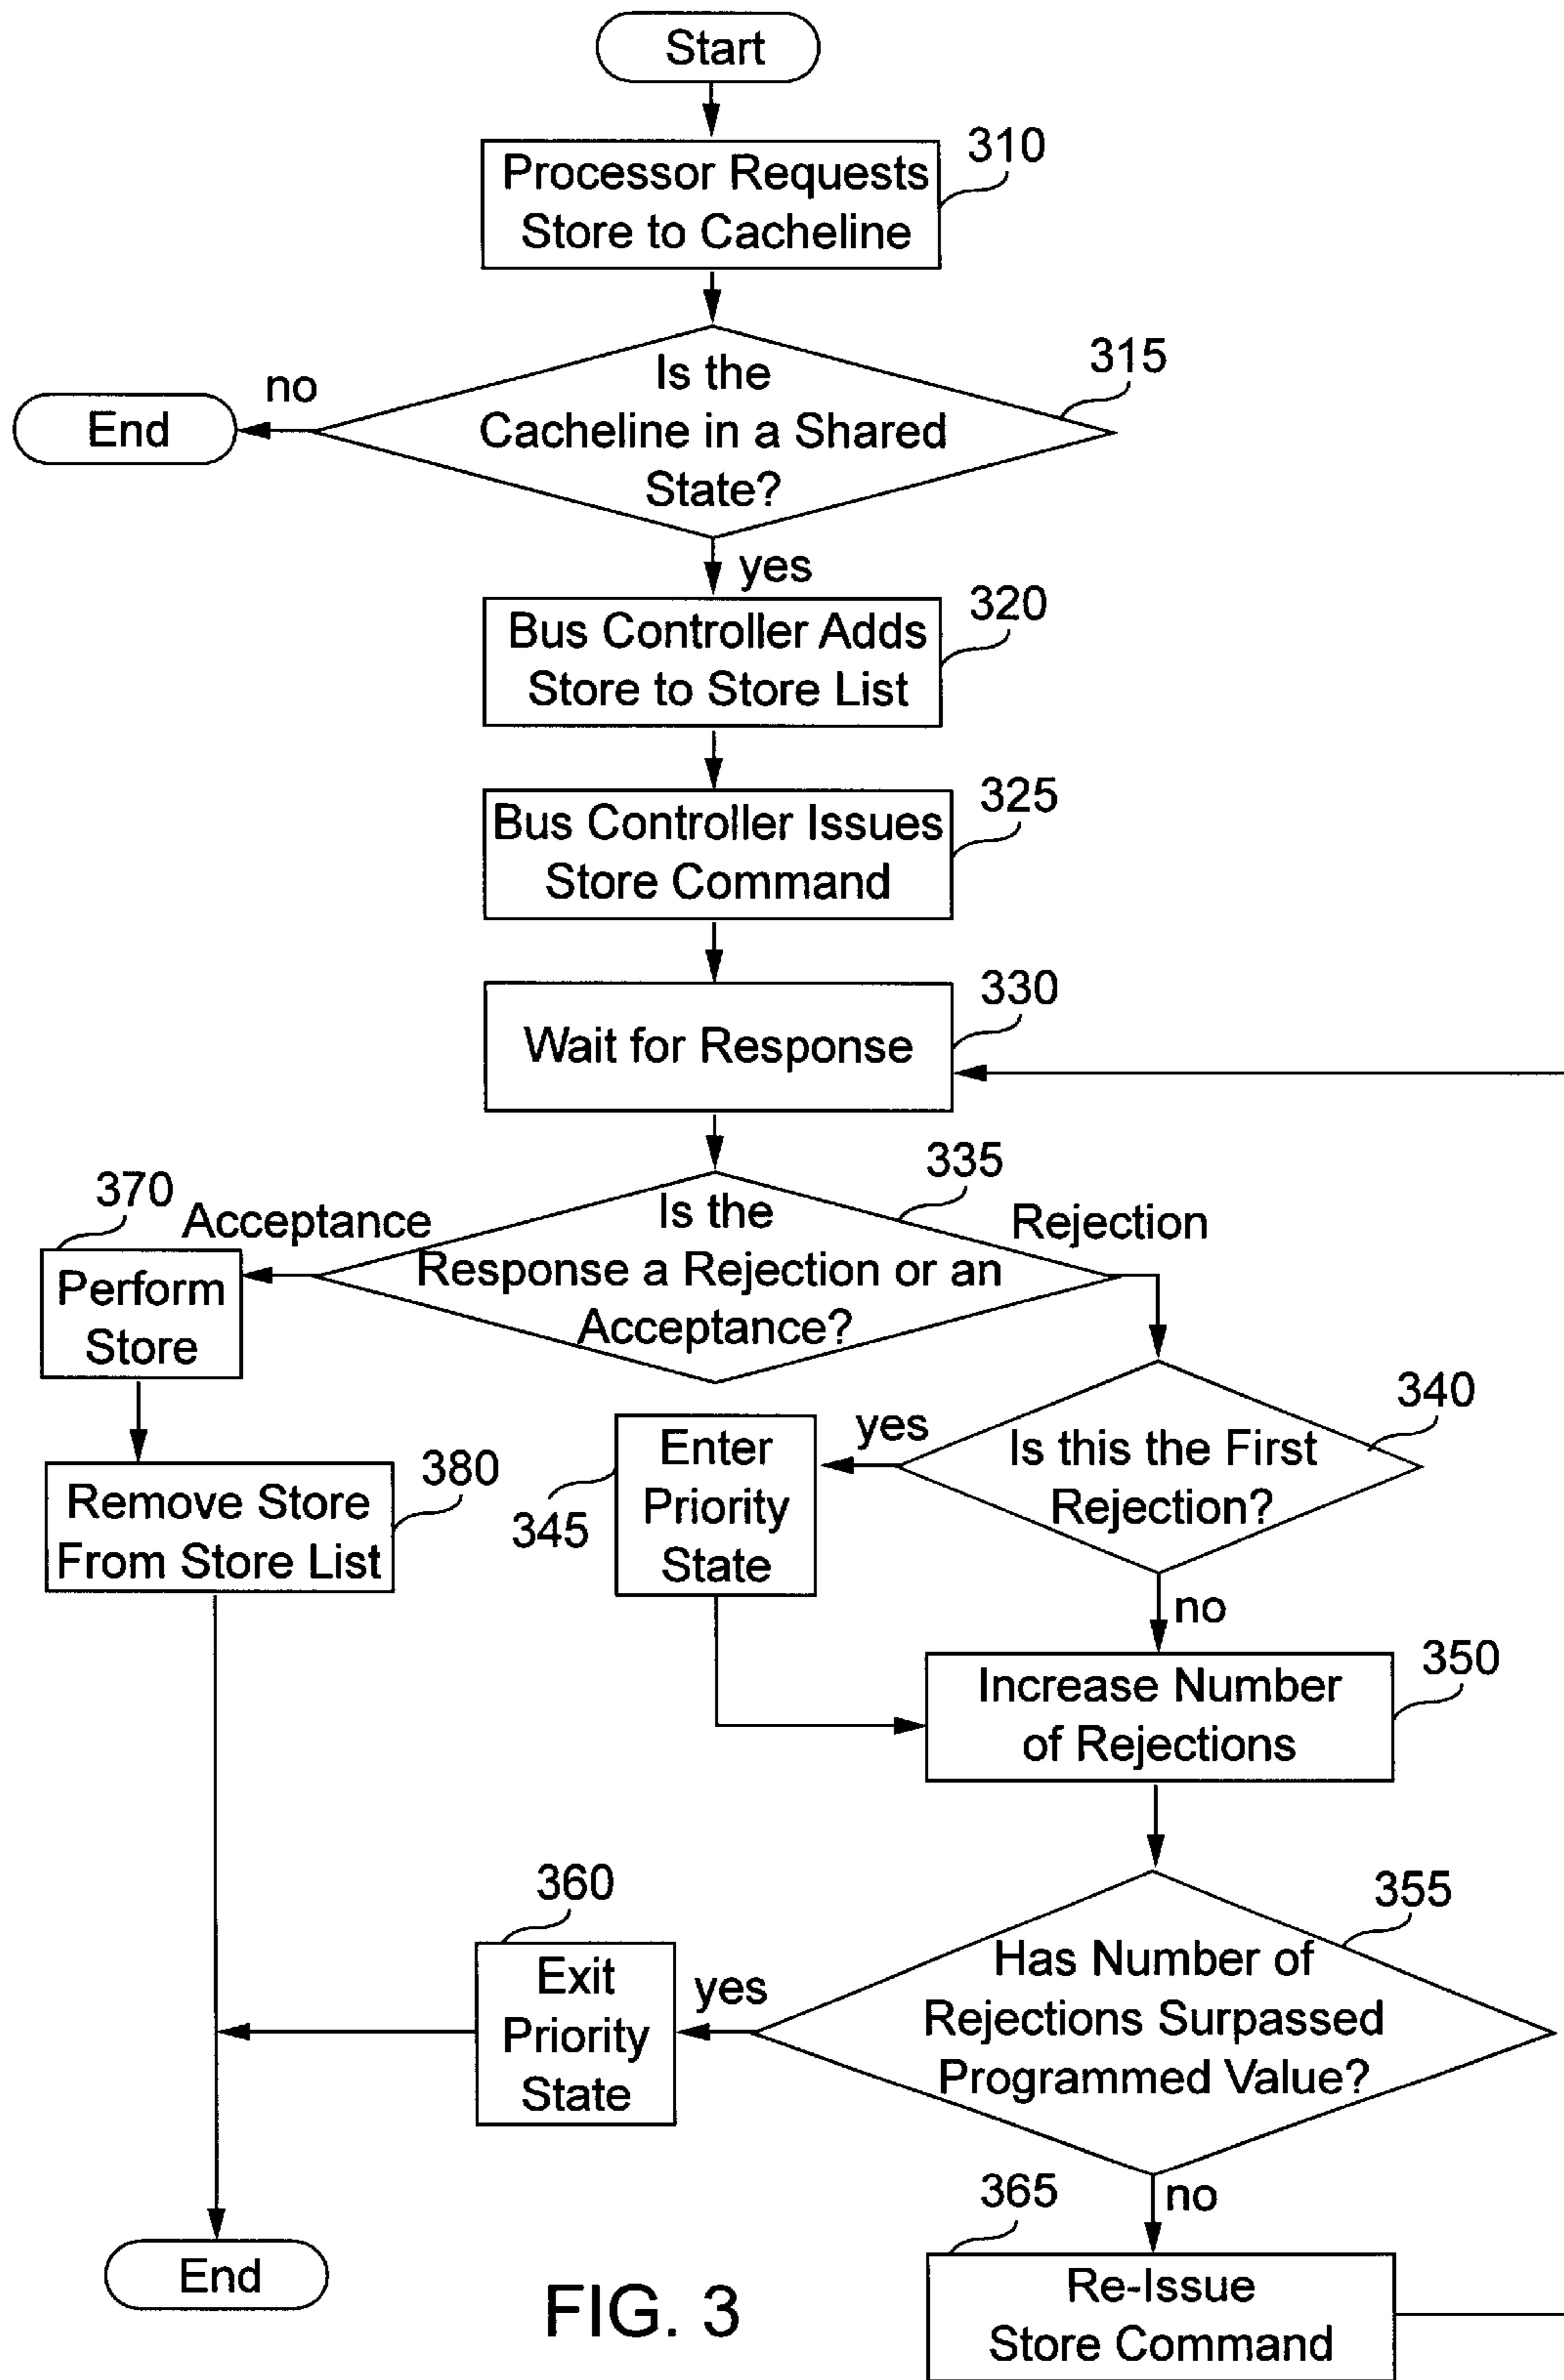 Start
310
Processor Requests
Store to Cacheline
315
Is the
Cacheline in a Shared
State?
no
End
yes
320
Bus Controller Adds
Store to Store List
325
Bus Controller Issues
Store Command
330
Wait for Response
335
Is the
Response a Rejection or an
Acceptance?
Acceptance
Rejection
370
Perform
Store
380
Remove Store
From Store List
340
Is this the First
Rejection?
yes
345
Enter
Priority
State
no
350
Increase Number
of Rejections
355
Has Number of
Rejections Surpassed
Programmed Value?
yes
360
Exit
Priority
State
no
365
Re-Issue
Store Command
End
FIG. 3